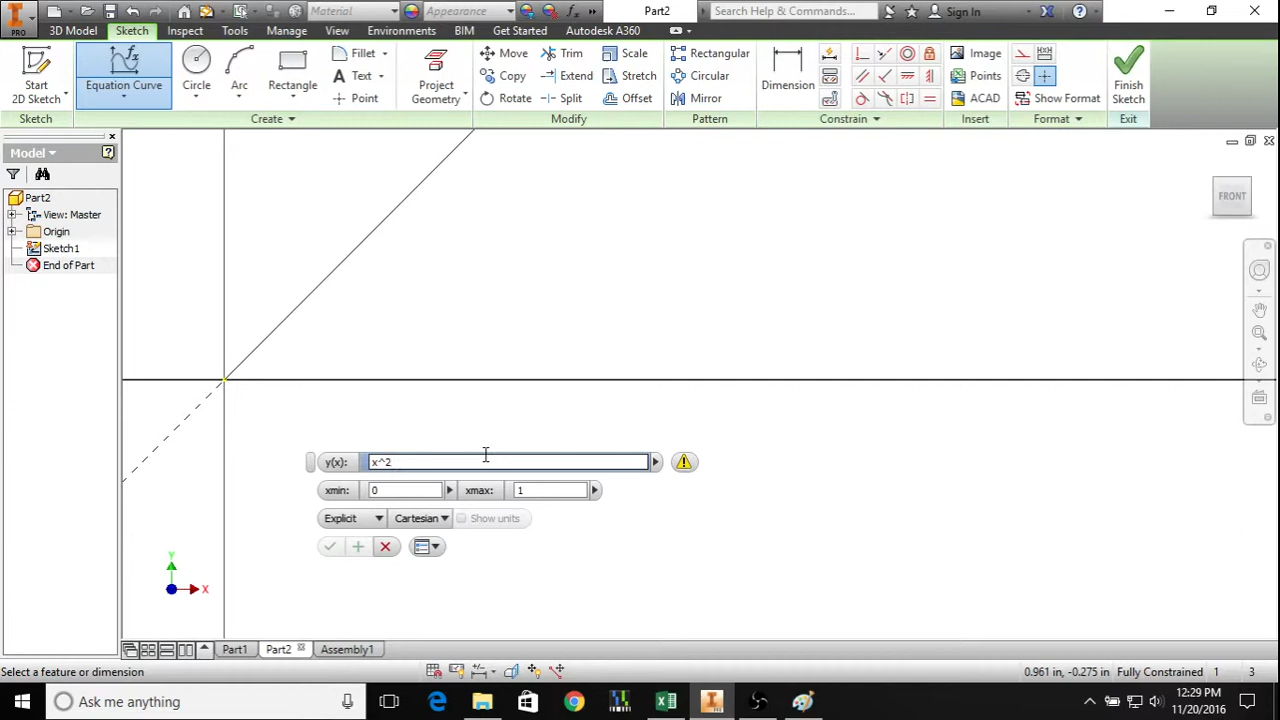 PRO
Material
Appearance
Part2
Search Help & Commands...
Sign In
3D Model
Sketch
Inspect
Tools
Manage
View
Environments
BIM
Get Started
Autodesk A360
Start
2D Sketch
Equation Curve
Circle
Arc
Rectangle
Fillet
Text
Point
Project
Geometry
Move
Copy
Rotate
Trim
Extend
Split
Scale
Stretch
Offset
Rectangular
Circular
Mirror
Dimension
Image
Points
ACAD
Show Format
Finish
Sketch
Sketch
Create
Modify
Pattern
Constrain
Insert
Format
Exit
Model
Part2
View: Master
Origin
Sketch1
End of Part
FRONT
y(x): x^2
xmin: 0 xmax: 1
Explicit Cartesian Show units
Y
X
Part1
Part2
Assembly1
Select a feature or dimension
0.961 in, -0.275 in Fully Constrained 1 3
Ask me anything
12:29 PM
11/20/2016